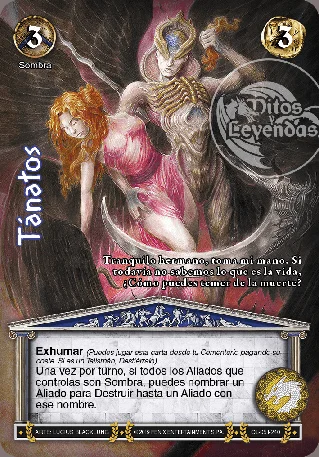 3
3
Sombra
Mitos y
Leyendas
Tánatos
Tranquilo hermano, toma mi mano. Si
todavía no sabemos lo que es la vida,
¿Cómo puedes temer de la muerte?
Exhumar (Puedes jugar esta carta desde tu Cementerio pagando su
coste. Si es un Talismán, Destiérralo)
Una vez por turno, si todos los Aliados que
controlas son Sombra, puedes nombrar un
Aliado para Destruir hasta un Aliado con
ese nombre.